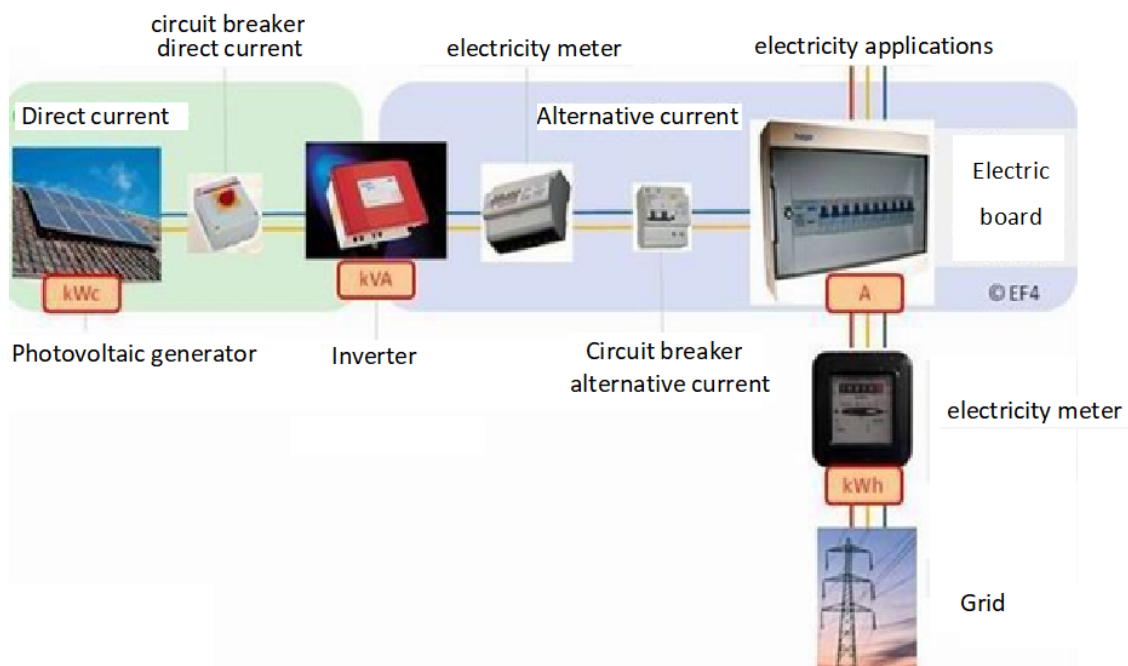 circuit breaker
direct current
electricity meter
electricity applications
Direct current
Alternative current
hager
Electric
board
kWc
kVA
A
© EF4
Photovoltaic generator
Inverter
Circuit breaker
alternative current
electricity meter
kWh
Grid